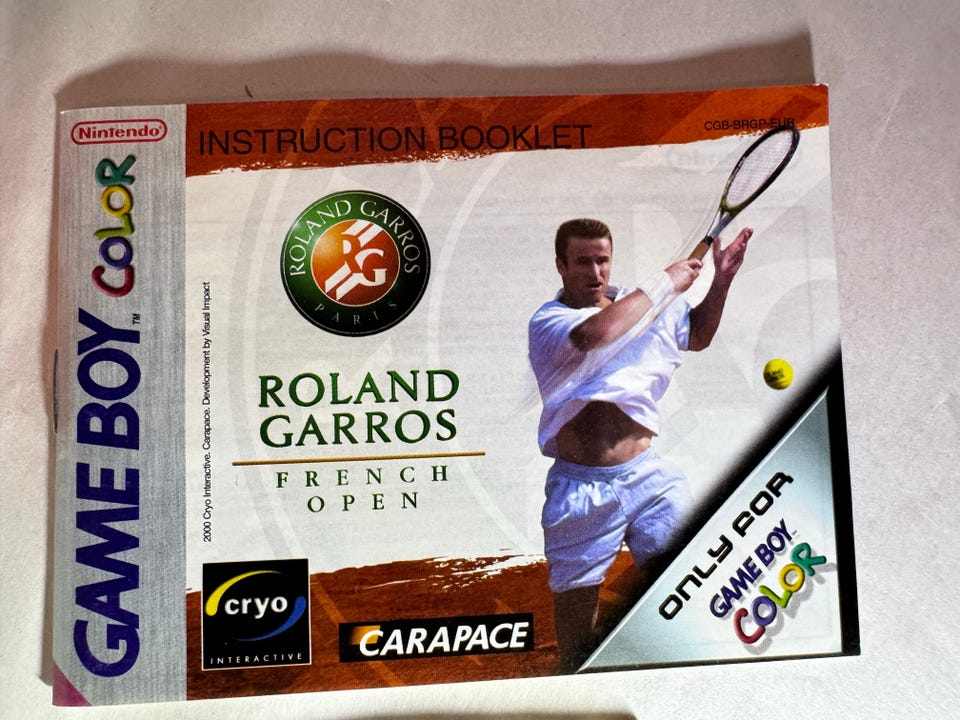 Nintendo®
GAME BOY COLOR™
INSTRUCTION BOOKLET
CGB-BRGP-EUR
ROLAND GARROS
RG
PARIS
ROLAND
GARROS
FRENCH
OPEN
2000 Cryo Interactive. Carapace. Development by Visual Impact
cryo
INTERACTIVE
CARAPACE
ONLY FOR
GAME BOY
COLOR